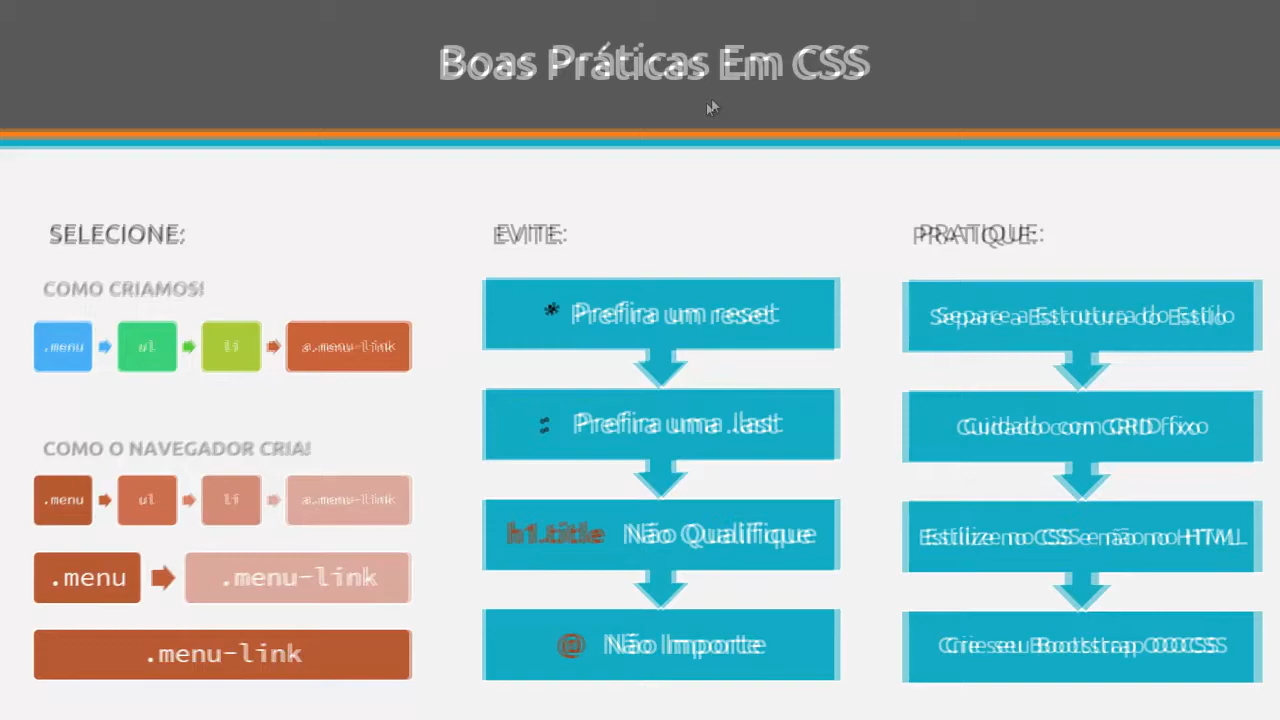 Boas Práticas Em CSS
SELECIONE:
COMO CRIAMOS!
.menu ul li a.menu-link
COMO O NAVEGADOR CRIA!
.menu ul li a.menu-link
.menu .menu-link
.menu-link
EVITE:
* Prefira um reset
: Prefira uma .last
h1.title Não Qualifique
@ Não Importe
PRATIQUE:
Separe a Estrutura do Estilo
Cuidado com GRID fixo
Estilize no CSS e não no HTML
Crie seu Bootstrap OOCSS